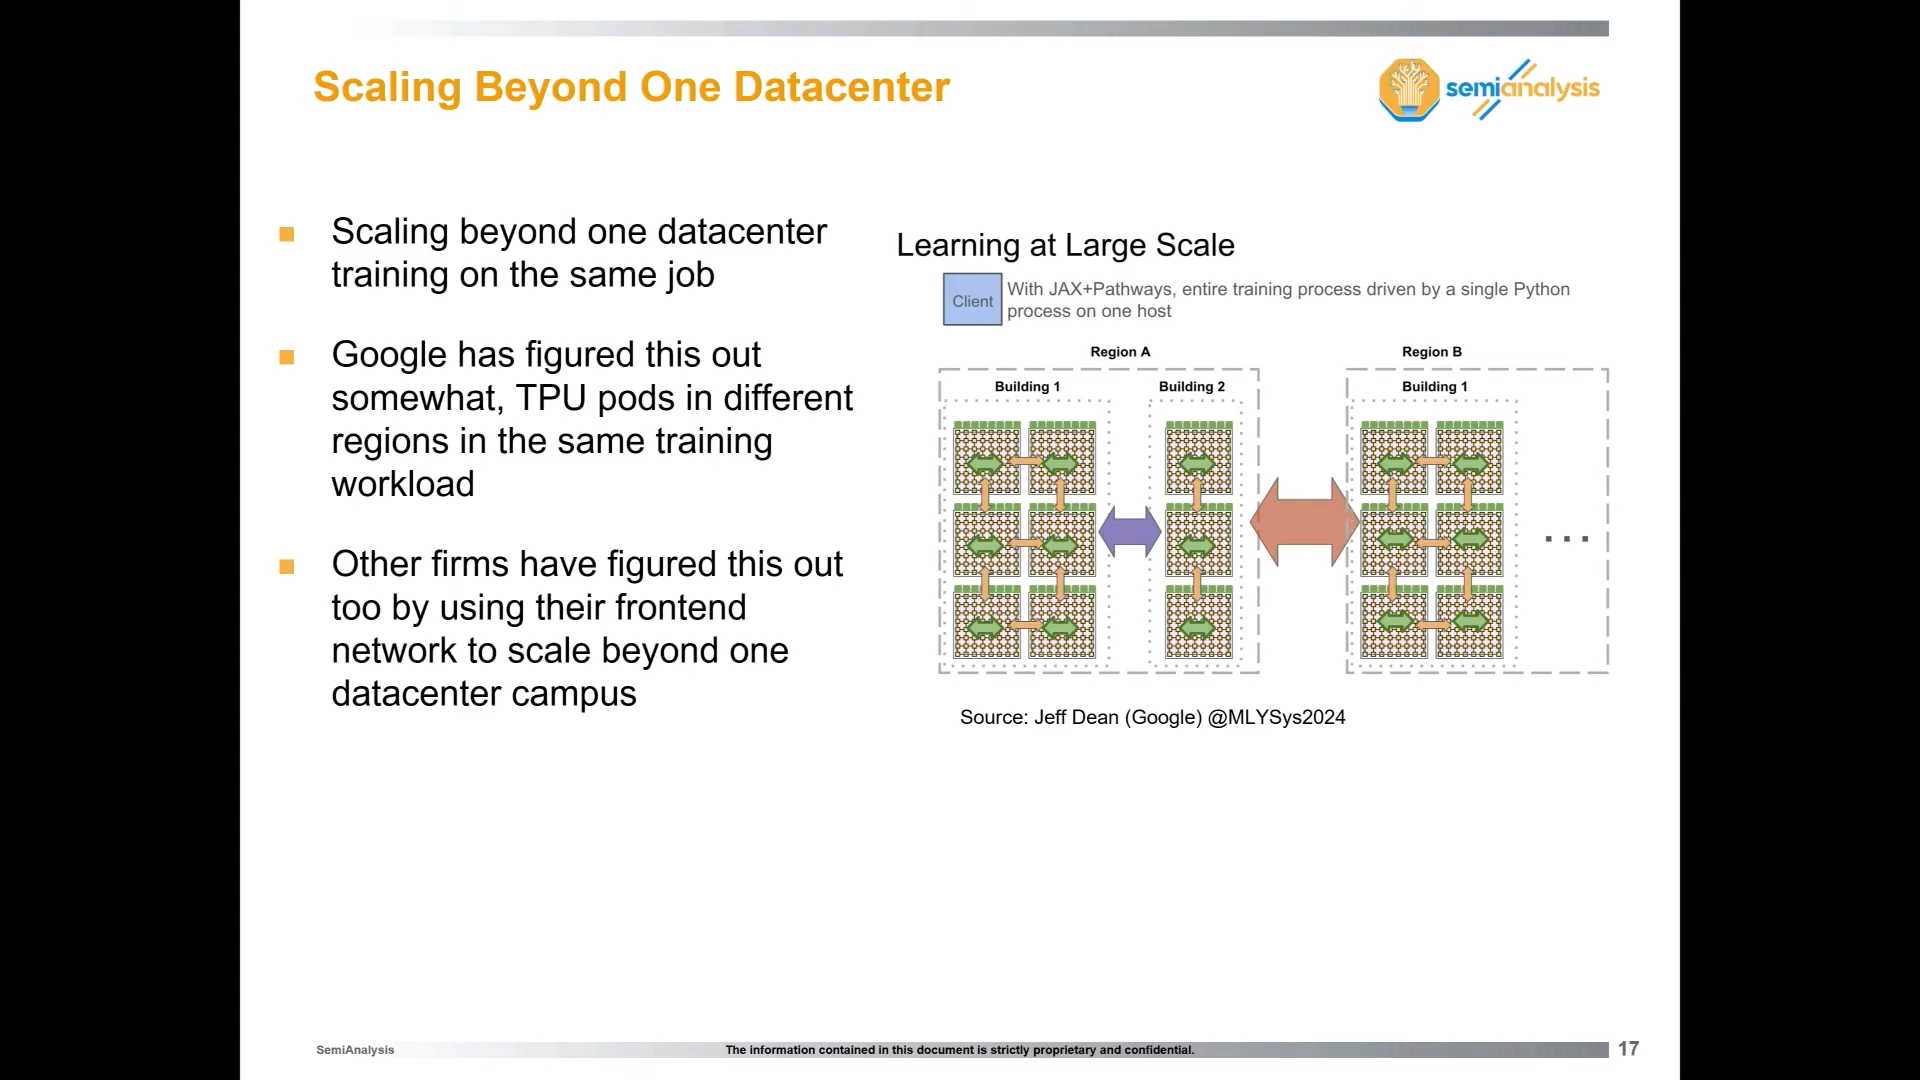 Scaling Beyond One Datacenter
semianalysis
Scaling beyond one datacenter
training on the same job
Google has figured this out
somewhat, TPU pods in different
regions in the same training
workload
Other firms have figured this out
too by using their frontend
network to scale beyond one
datacenter campus
Learning at Large Scale
Client
With JAX+Pathways, entire training process driven by a single Python
process on one host
Region A
Region B
Building 1
Building 2
Building 1
. . .
Source: Jeff Dean (Google) @MLYSys2024
SemiAnalysis
The information contained in this document is strictly proprietary and confidential.
17